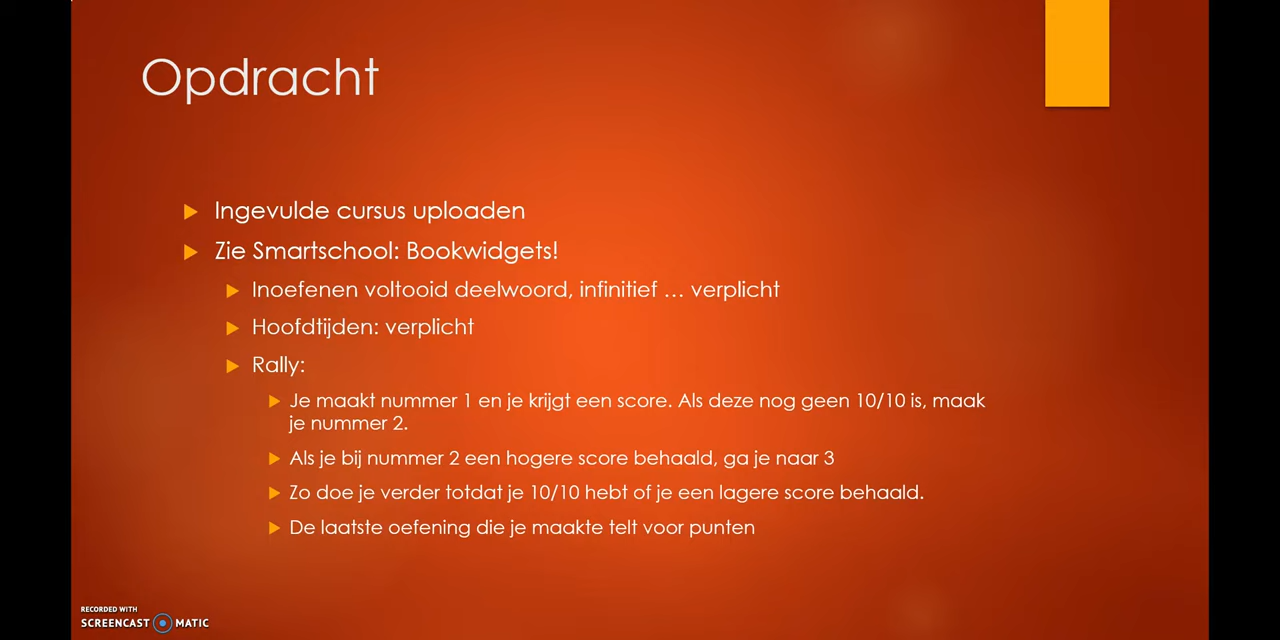 Opdracht
Ingevulde cursus uploaden
Zie Smartschool: Bookwidgets!
Inoefenen voltooid deelwoord, infinitief … verplicht
Hoofdtijden: verplicht
Rally:
Je maakt nummer 1 en je krijgt een score. Als deze nog geen 10/10 is, maak
je nummer 2.
Als je bij nummer 2 een hogere score behaald, ga je naar 3
Zo doe je verder totdat je 10/10 hebt of je een lagere score behaald.
De laatste oefening die je maakte telt voor punten
RECORDED WITH
SCREENCAST MATIC